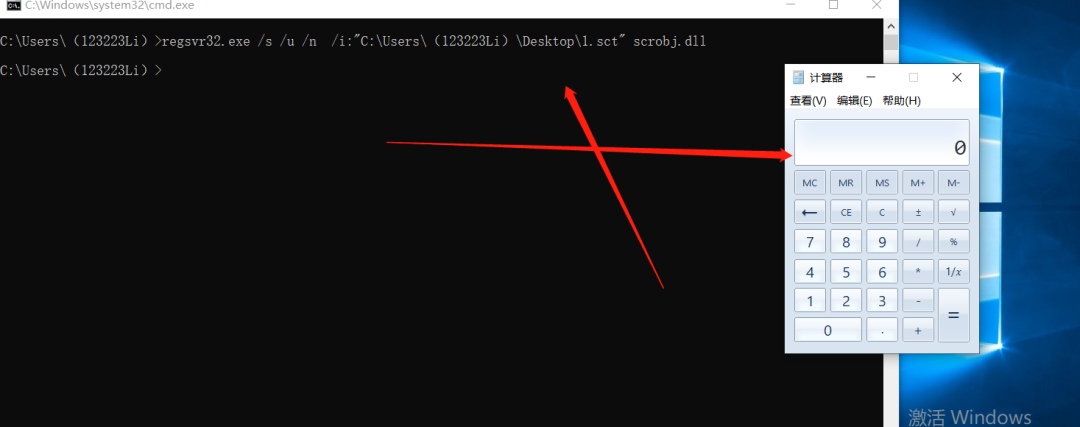 C:\Windows\system32\cmd.exe
C:\Users\（123223Li）>regsvr32.exe /s /u /n  /i:"C:\Users\（123223Li）\Desktop\1.sct" scrobj.dll
C:\Users\（123223Li）>
计算器
查看(V) 编辑(E) 帮助(H)
0
MC MR MS M+ M-
← CE C ± √
7 8 9 / %
4 5 6 * 1/x
1 2 3 - =
0 . +
激活 Windows